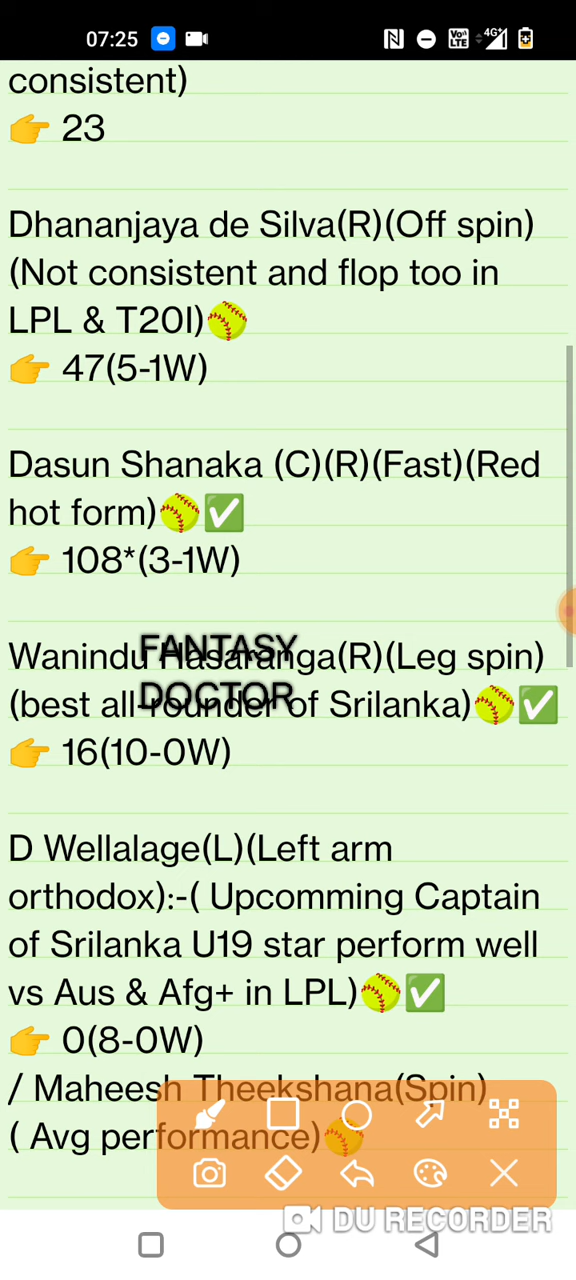 07:25
Vo)
LTE
4G+
consistent)
👉 23
Dhananjaya de Silva(R)(Off spin)
(Not consistent and flop too in
LPL & T20I)🥎
👉 47(5-1W)
Dasun Shanaka (C)(R)(Fast)(Red
hot form)🥎✅
👉 108*(3-1W)
Wanindu Hasaranga(R)(Leg spin)
(best all-rounder of Srilanka)🥎✅
FANTASY
DOCTOR
👉 16(10-0W)
D Wellalage(L)(Left arm
orthodox):-( Upcomming Captain
of Srilanka U19 star perform well
vs Aus & Afg+ in LPL)🥎✅
👉 0(8-0W)
/ Maheesh Theekshana(Spin)
( Avg performance)🥎
DU RECORDER